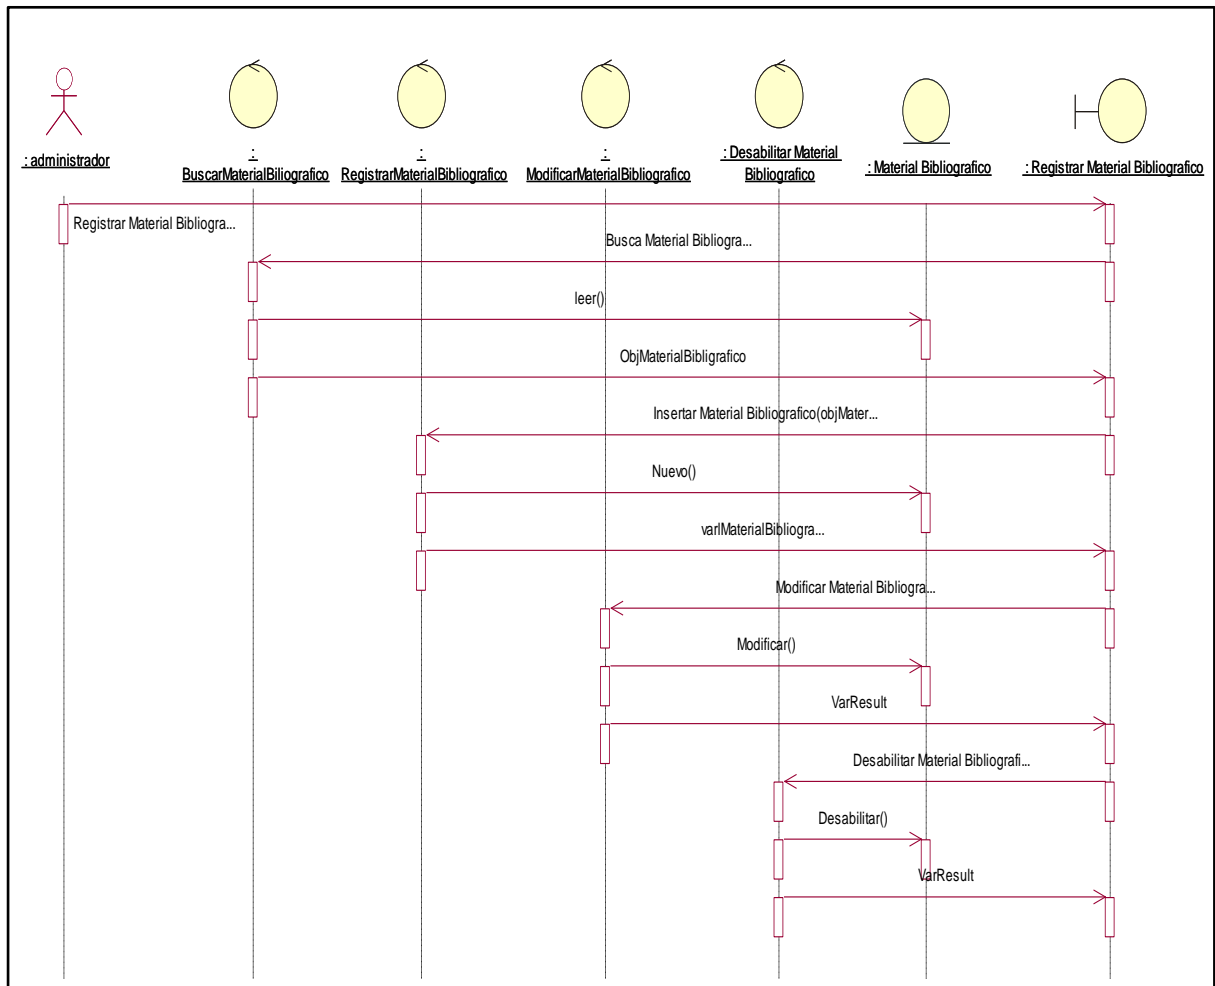 : administrador
:
BuscarMaterialBiliografico
:
RegistrarMaterialBibliografico
:
ModificarMaterialBibliografico
: Desabilitar Material
Bibliografico
: Material Bibliografico
: Registrar Material Bibliografico
Registrar Material Bibliogra...
Busca Material Bibliogra...
leer()
ObjMaterialBibligrafico
Insertar Material Bibliografico(objMater...
Nuevo()
varlMaterialBibliogra...
Modificar Material Bibliogra...
Modificar()
VarResult
Desabilitar Material Bibliografi...
Desabilitar()
VarResult